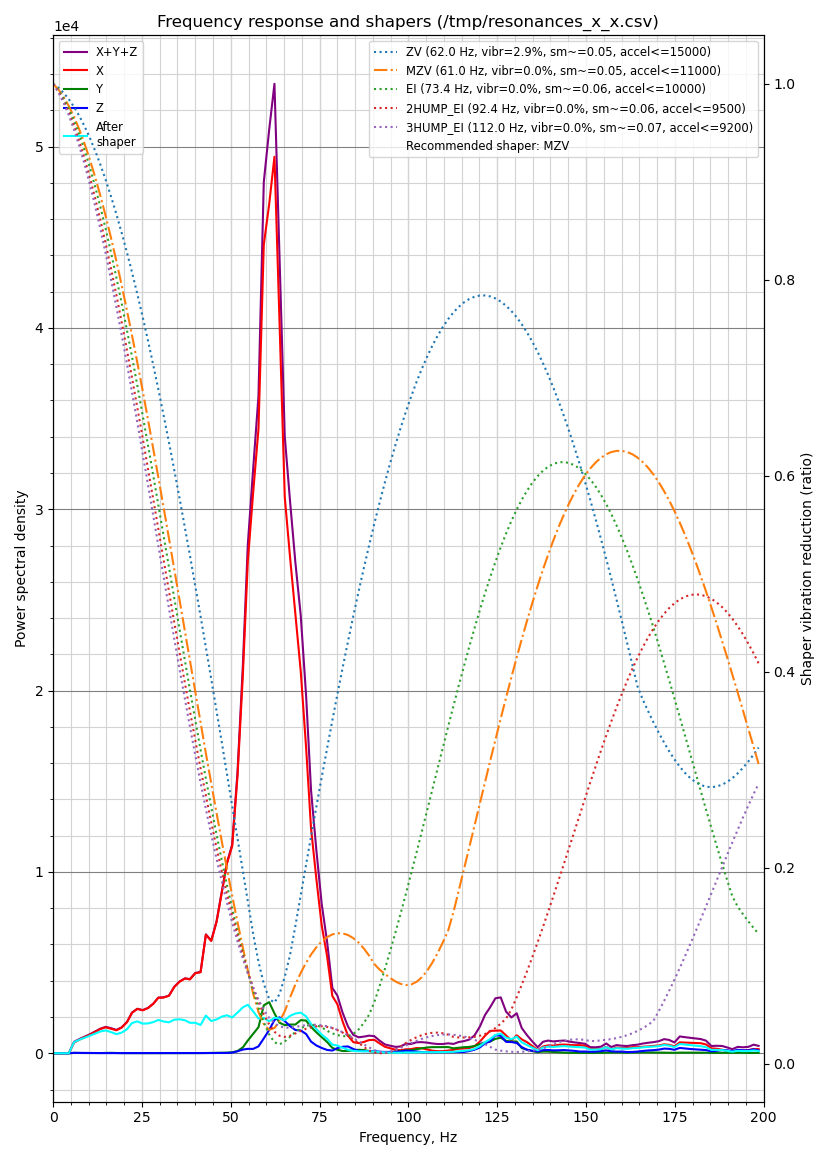 Frequency response and shapers (/tmp/resonances_x_x.csv)
1e4
X+Y+Z
X
Y
Z
After
shaper
ZV (62.0 Hz, vibr=2.9%, sm~=0.05, accel<=15000)
MZV (61.0 Hz, vibr=0.0%, sm~=0.05, accel<=11000)
EI (73.4 Hz, vibr=0.0%, sm~=0.06, accel<=10000)
2HUMP_EI (92.4 Hz, vibr=0.0%, sm~=0.06, accel<=9500)
3HUMP_EI (112.0 Hz, vibr=0.0%, sm~=0.07, accel<=9200)
Recommended shaper: MZV
Power spectral density
5
4
3
2
1
0
1.0
0.8
0.6
0.4
0.2
0.0
Shaper vibration reduction (ratio)
0 25 50 75 100 125 150 175 200
Frequency, Hz